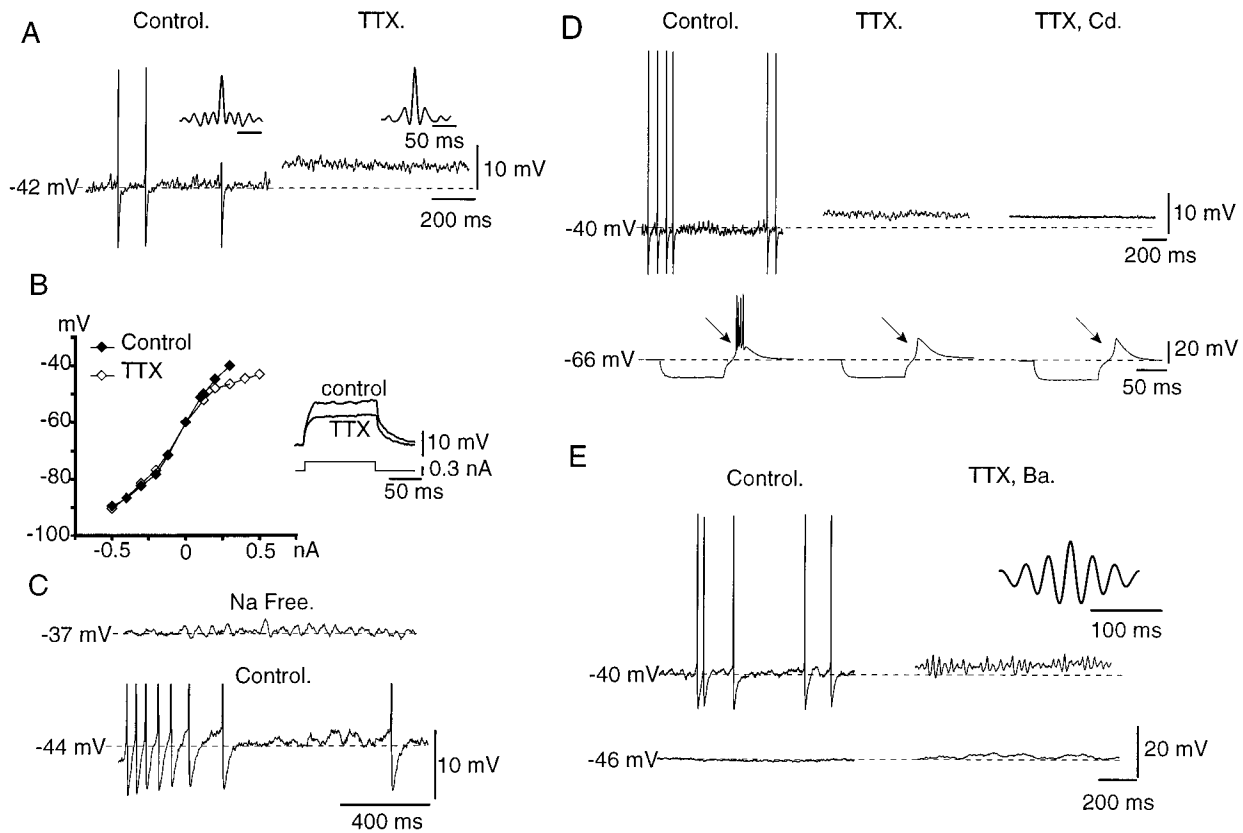 A
Control.
TTX.
50 ms
-42 mV
10 mV
200 ms
B
mV
Control
TTX
-40
-60
-80
-100
-0.5
0
0.5
nA
control
TTX
10 mV
0.3 nA
50 ms
C
Na Free.
-37 mV
Control.
-44 mV
10 mV
400 ms
D
Control.
TTX.
TTX, Cd.
-40 mV
10 mV
200 ms
-66 mV
20 mV
50 ms
E
Control.
TTX, Ba.
100 ms
-40 mV
-46 mV
20 mV
200 ms